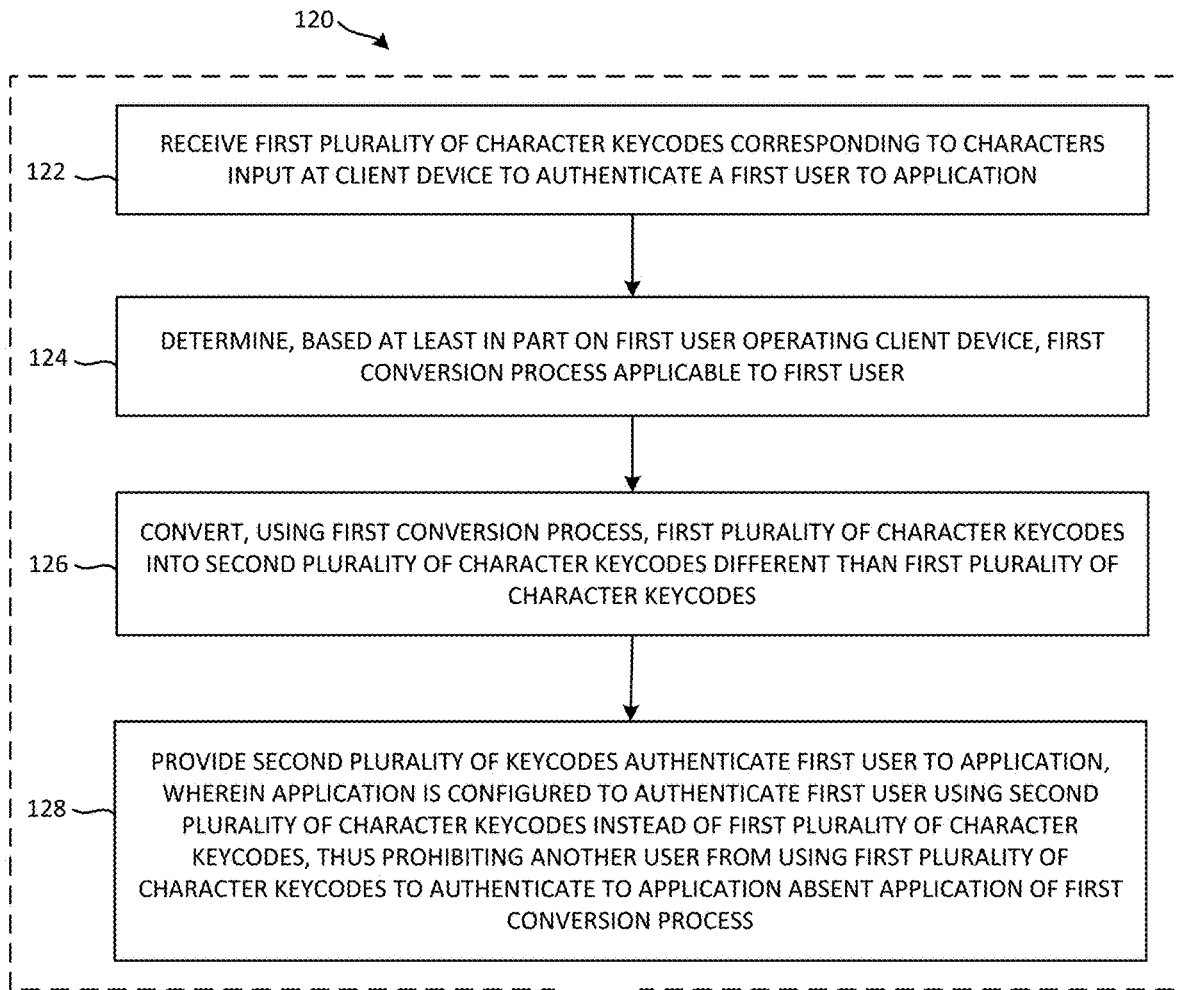 120
122
RECEIVE FIRST PLURALITY OF CHARACTER KEYCODES CORRESPONDING TO CHARACTERS
INPUT AT CLIENT DEVICE TO AUTHENTICATE A FIRST USER TO APPLICATION
124
DETERMINE, BASED AT LEAST IN PART ON FIRST USER OPERATING CLIENT DEVICE, FIRST
CONVERSION PROCESS APPLICABLE TO FIRST USER
126
CONVERT, USING FIRST CONVERSION PROCESS, FIRST PLURALITY OF CHARACTER KEYCODES
INTO SECOND PLURALITY OF CHARACTER KEYCODES DIFFERENT THAN FIRST PLURALITY OF
CHARACTER KEYCODES
128
PROVIDE SECOND PLURALITY OF KEYCODES AUTHENTICATE FIRST USER TO APPLICATION,
WHEREIN APPLICATION IS CONFIGURED TO AUTHENTICATE FIRST USER USING SECOND
PLURALITY OF CHARACTER KEYCODES INSTEAD OF FIRST PLURALITY OF CHARACTER
KEYCODES, THUS PROHIBITING ANOTHER USER FROM USING FIRST PLURALITY OF
CHARACTER KEYCODES TO AUTHENTICATE TO APPLICATION ABSENT APPLICATION OF FIRST
CONVERSION PROCESS